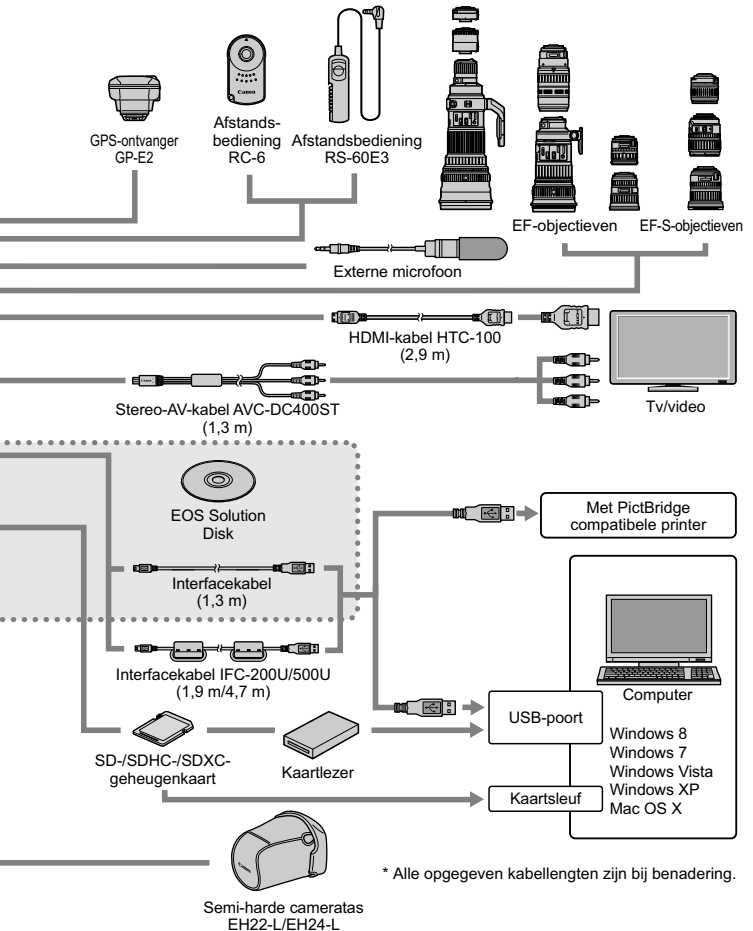 GPS-ontvanger
GP-E2
Canon
Afstands-
bediening
RC-6
Afstandsbediening
RS-60E3
EF-objectieven
EF-S-objectieven
Externe microfoon
HDMI-kabel HTC-100
(2,9 m)
Canon
Stereo-AV-kabel AVC-DC400ST
(1,3 m)
Tv/video
EOS Solution
Disk
Met PictBridge
compatibele printer
Interfacekabel
(1,3 m)
Interfacekabel IFC-200U/500U
(1,9 m/4,7 m)
Computer
USB-poort
Windows 8
Windows 7
Windows Vista
Windows XP
Mac OS X
SD-/SDHC-/SDXC-
geheugenkaart
Kaartlezer
Kaartsleuf
Canon
* Alle opgegeven kabellengten zijn bij benadering.
Semi-harde cameratas
EH22-L/EH24-L